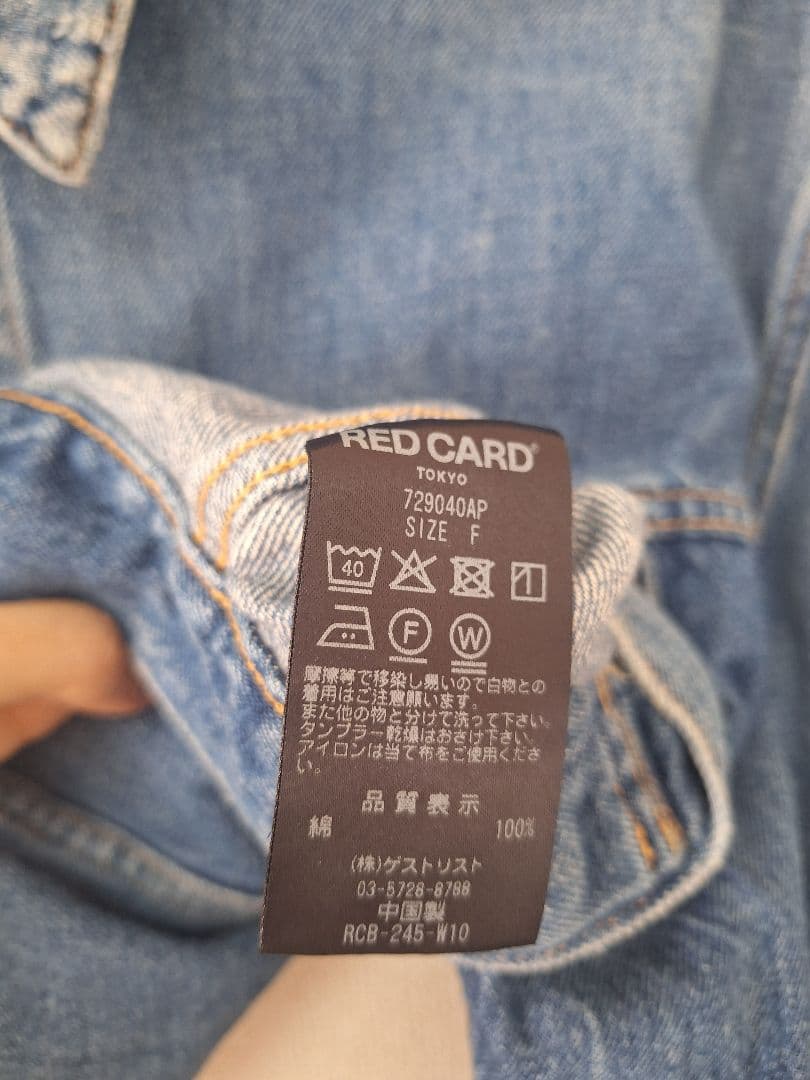 RED CARD®
TOKYO
729040AP
SIZE F
40
F
W
摩擦等で移染し易いので白物との
着用はご注意願います。
また他の物と分けて洗って下さい。
タンブラー乾燥はおさけ下さい。
アイロンは当て布をご使用くださ
い。
品質表示
綿 100%
(株)ゲストリスト
03-5728-8788
中国製
RCB-245-W10